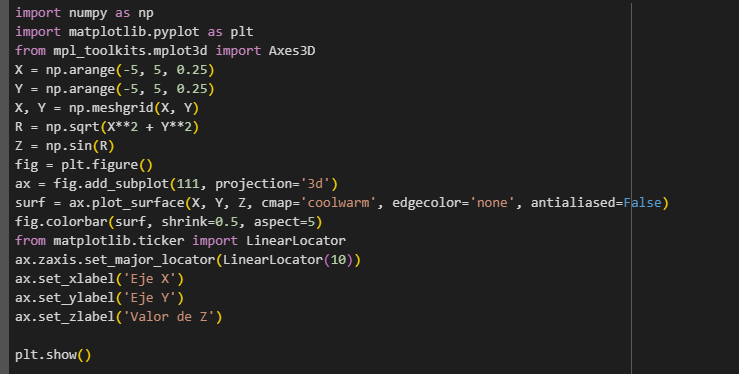 import numpy as np
import matplotlib.pyplot as plt
from mpl_toolkits.mplot3d import Axes3D
X = np.arange(-5, 5, 0.25)
Y = np.arange(-5, 5, 0.25)
X, Y = np.meshgrid(X, Y)
R = np.sqrt(X**2 + Y**2)
Z = np.sin(R)
fig = plt.figure()
ax = fig.add_subplot(111, projection='3d')
surf = ax.plot_surface(X, Y, Z, cmap='coolwarm', edgecolor='none', antialiased=False)
fig.colorbar(surf, shrink=0.5, aspect=5)
from matplotlib.ticker import LinearLocator
ax.zaxis.set_major_locator(LinearLocator(10))
ax.set_xlabel('Eje X')
ax.set_ylabel('Eje Y')
ax.set_zlabel('Valor de Z')
plt.show()